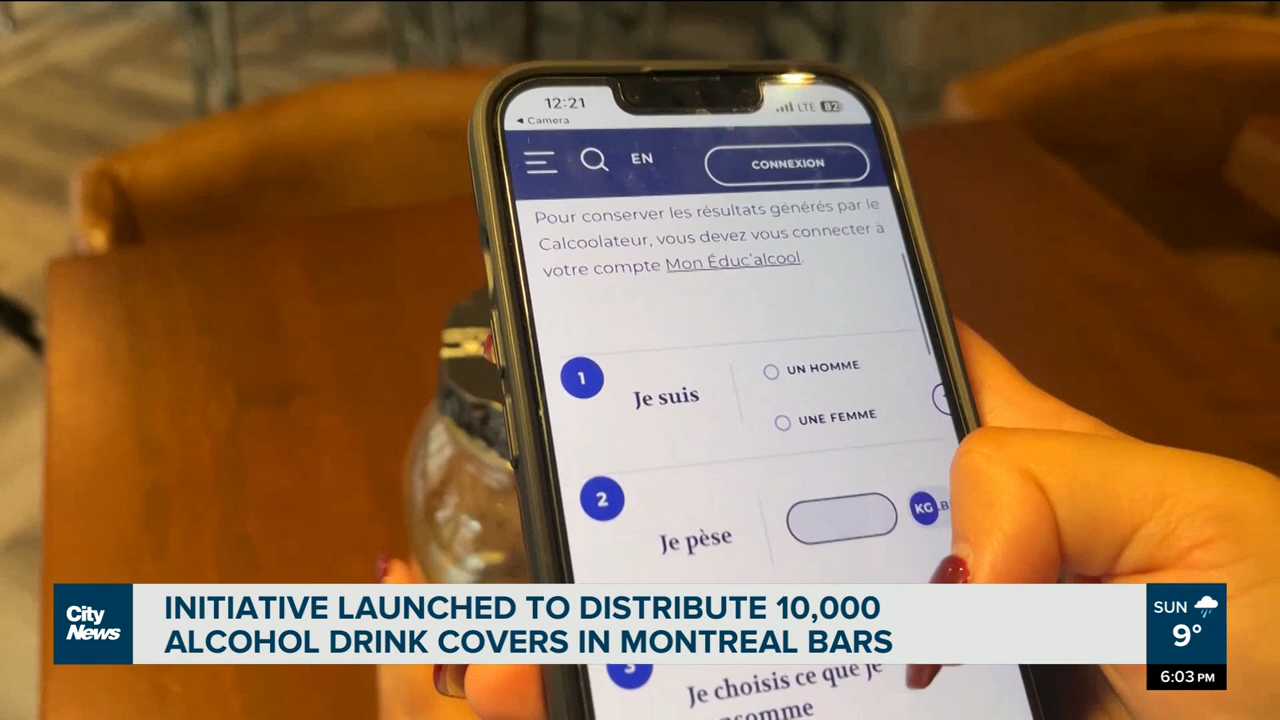 12:21
LTE 82
◄ Camera
EN
CONNEXION
Pour conserver les résultats générés par le
Calcoolateur, vous devez vous connecter à
votre compte Mon Éduc'alcool.
1
Je suis
UN HOMME
UNE FEMME
2
Je pèse
KG
3
Je choisis ce que je
City
News
INITIATIVE LAUNCHED TO DISTRIBUTE 10,000
ALCOHOL DRINK COVERS IN MONTREAL BARS
SUN
9°
6:03 PM